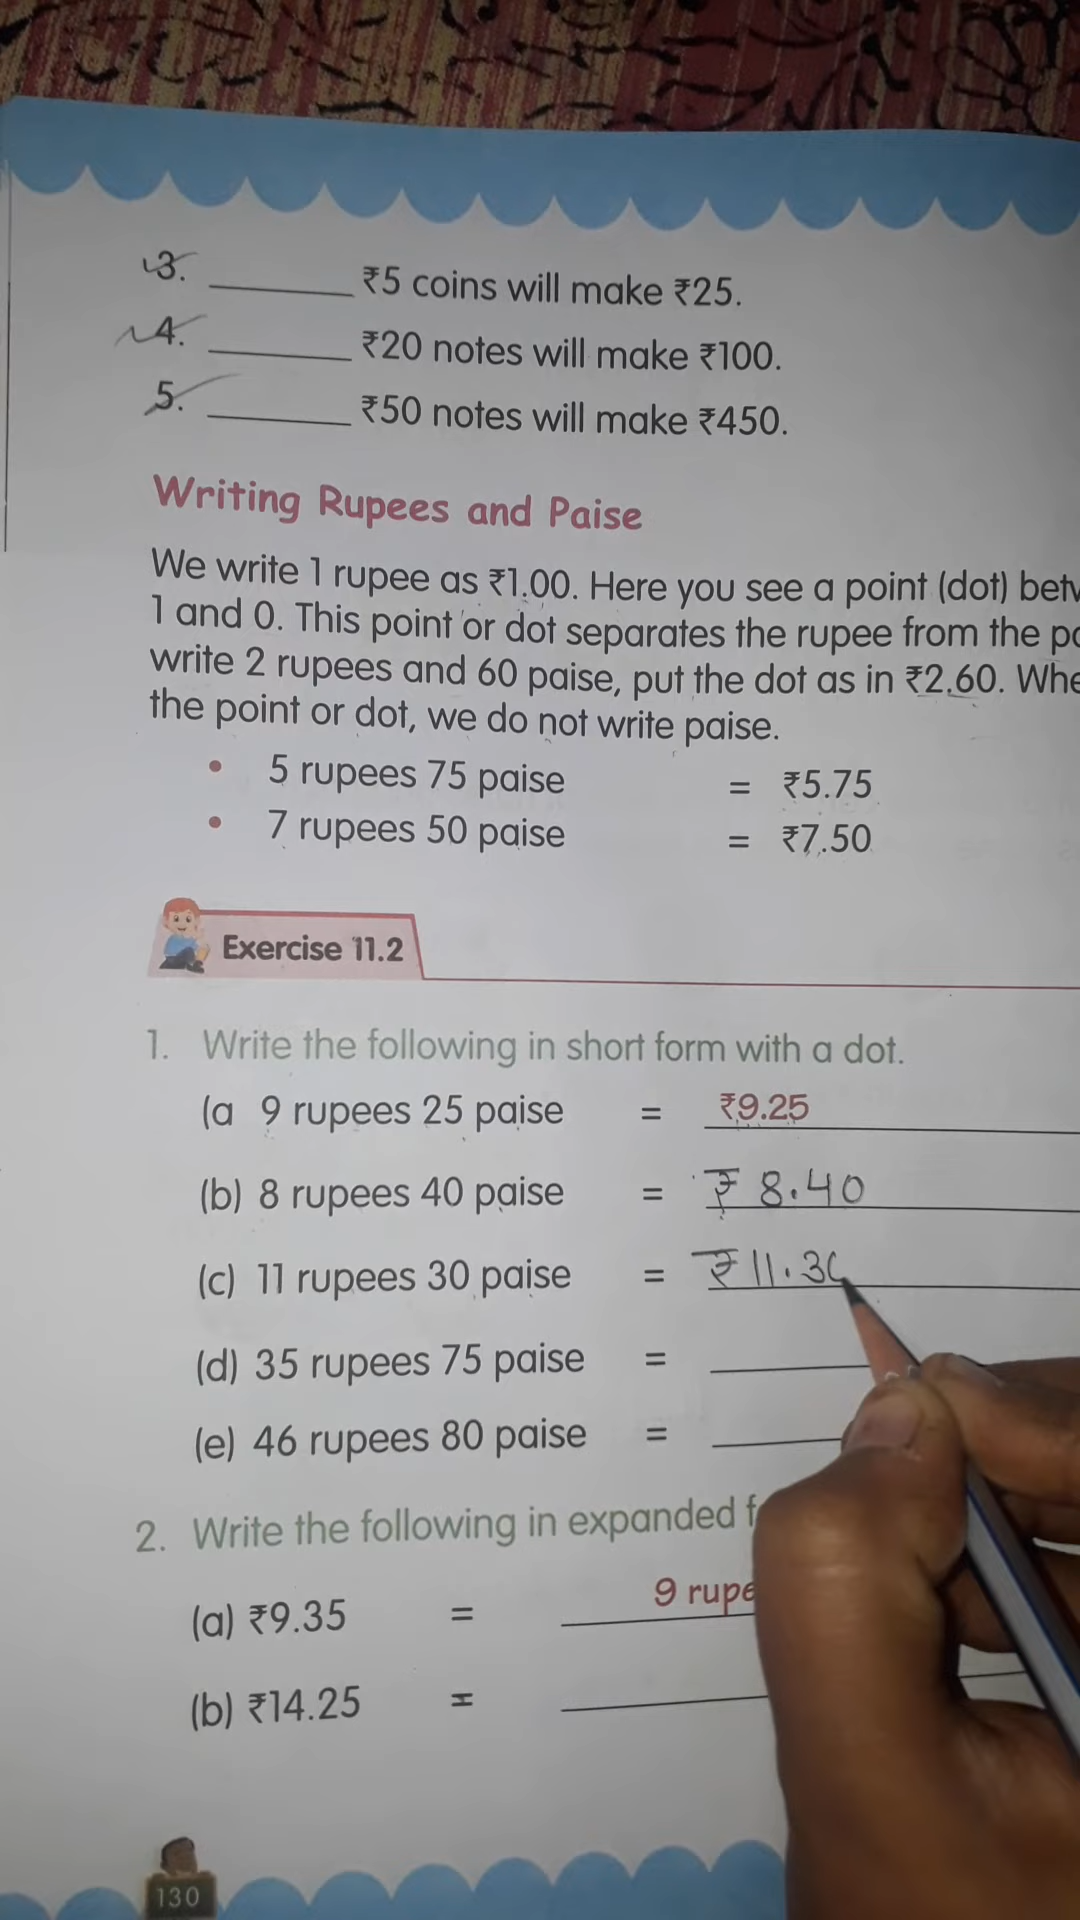 3. ______ ₹5 coins will make ₹25.
4. ______ ₹20 notes will make ₹100.
5. ______ ₹50 notes will make ₹450.
Writing Rupees and Paise
We write 1 rupee as ₹1.00. Here you see a point (dot)
1 and 0. This point or dot separates the rupee from the
write 2 rupees and 60 paise, put the dot as in ₹2.60.
the point or dot, we do not write paise.
• 5 rupees 75 paise = ₹5.75
• 7 rupees 50 paise = ₹7.50
Exercise 11.2
1. Write the following in short form with a dot.
(a 9 rupees 25 paise = ₹9.25
(b) 8 rupees 40 paise = ₹ 8.40
(c) 11 rupees 30 paise = ₹11.30
(d) 35 rupees 75 paise = ______
(e) 46 rupees 80 paise = ______
2. Write the following in expanded
(a) ₹9.35 = 9
(b) ₹14.25 = ______
130